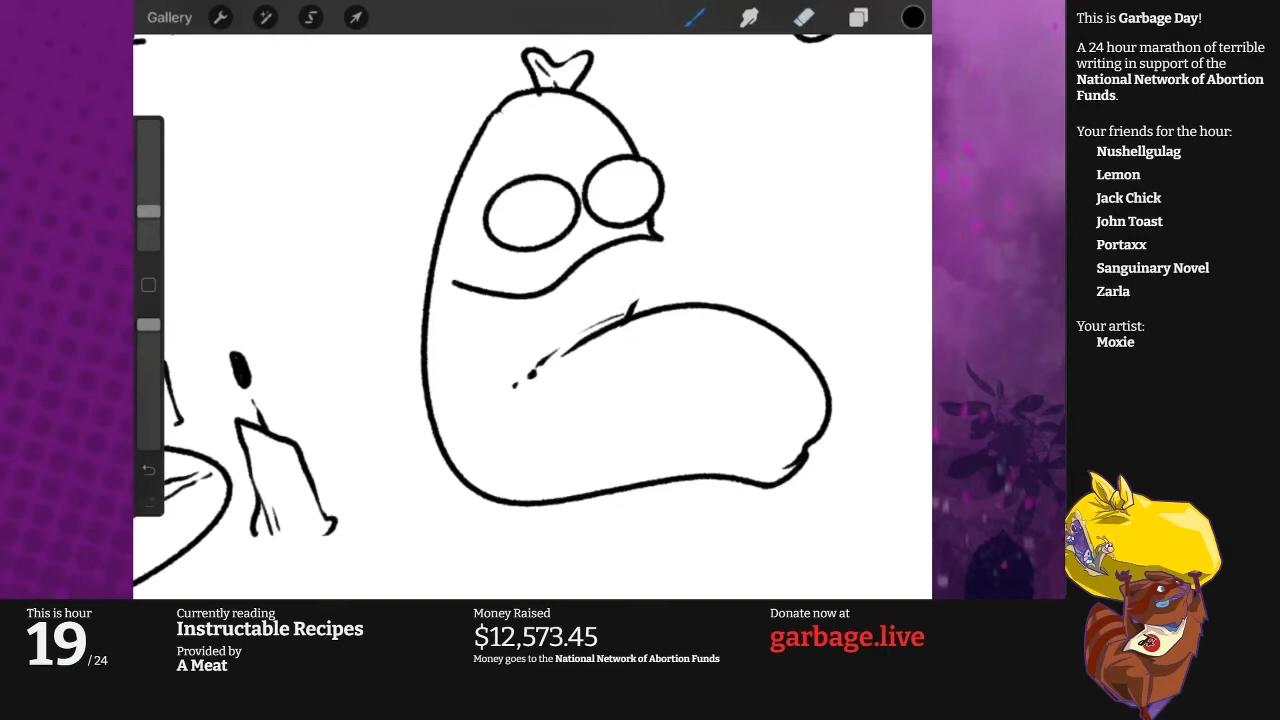 Gallery
This is Garbage Day!
A 24 hour marathon of terrible
writing in support of the
National Network of Abortion
Funds.
Your friends for the hour:
Nushellgulag
Lemon
Jack Chick
John Toast
Portaxx
Sanguinary Novel
Zarla
Your artist:
Moxie
This is hour
19 / 24
Currently reading
Instructable Recipes
Provided by
A Meat
Money Raised
$12,573.45
Money goes to the National Network of Abortion Funds
Donate now at
garbage.live